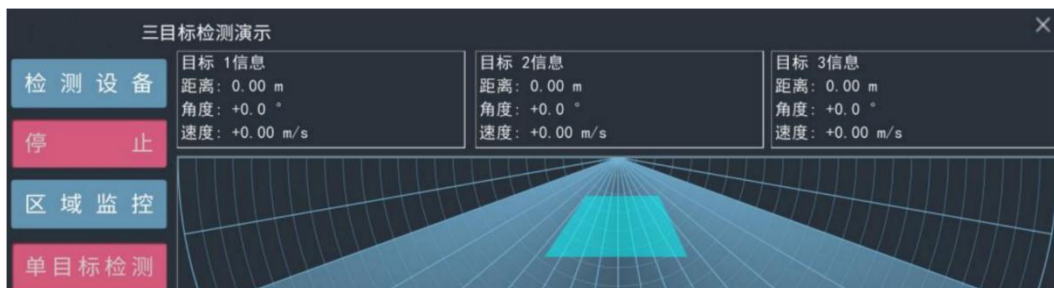 三目标检测演示
检测设备
停止
区域监控
单目标检测
目标 1信息
距离: 0.00 m
角度: +0.0 °
速度: +0.00 m/s
目标 2信息
距离: 0.00 m
角度: +0.0 °
速度: +0.00 m/s
目标 3信息
距离: 0.00 m
角度: +0.0 °
速度: +0.00 m/s